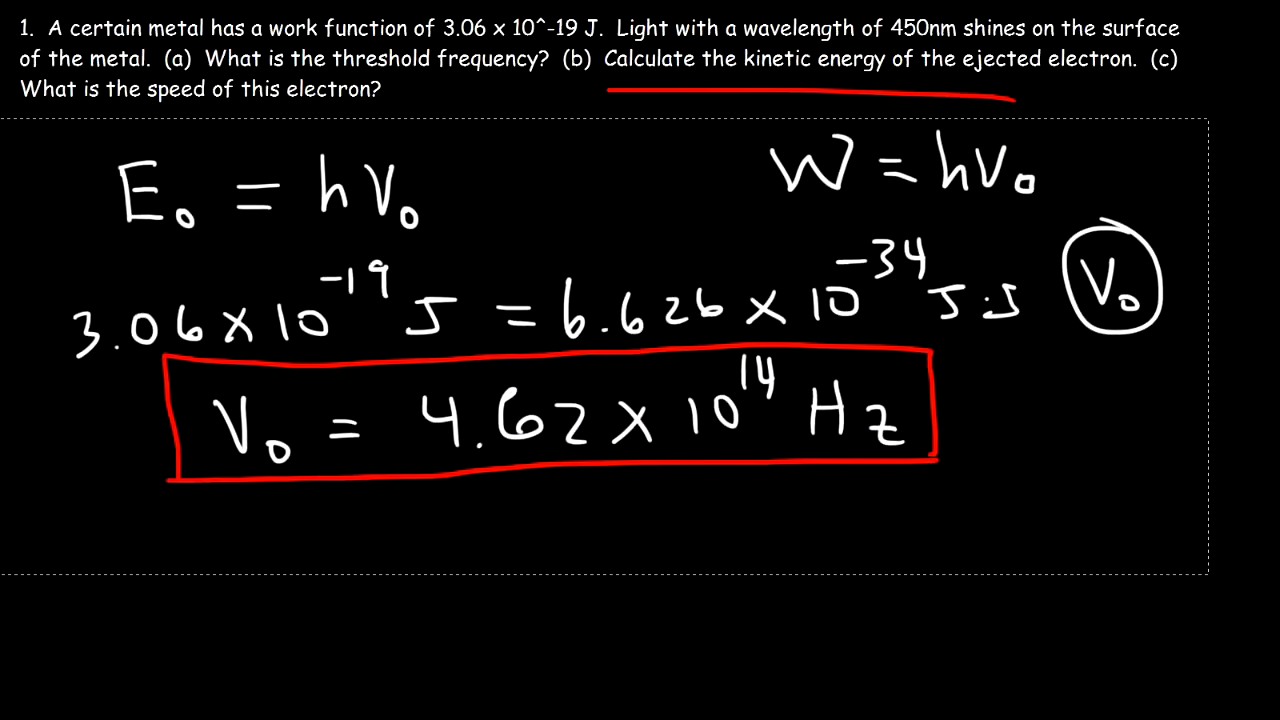 1. A certain metal has a work function of 3.06 x 10^-19 J. Light with a wavelength of 450nm shines on the surface
of the metal. (a) What is the threshold frequency? (b) Calculate the kinetic energy of the ejected electron. (c)
What is the speed of this electron?
E₀ = hV₀
W = hV₀
3.06 x 10⁻¹⁹ J = 6.626 x 10⁻³⁴ J·s V₀
V₀ = 4.62 x 10¹⁴ Hz